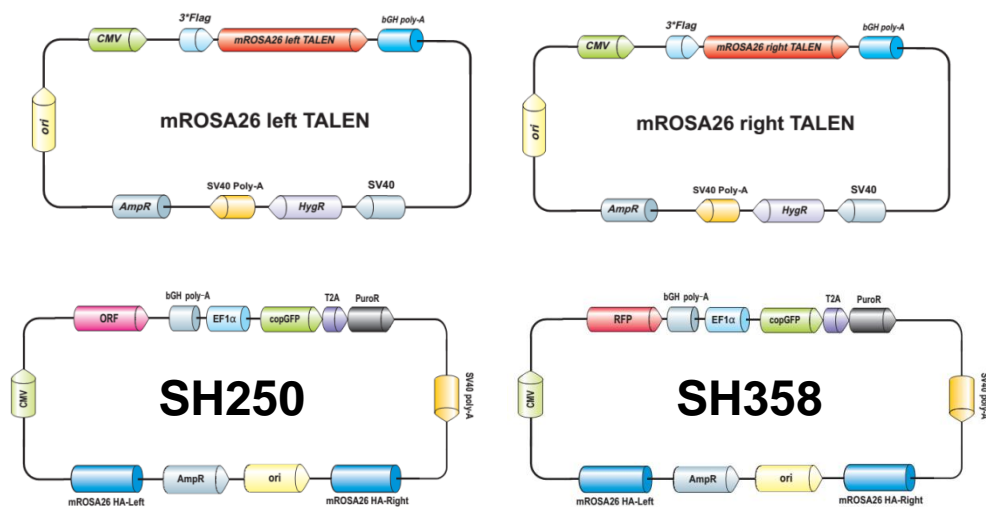 3*Flag
bGH poly-A
CMV
mROSA26 left TALEN
ori
mROSA26 left TALEN
SV40 Poly-A
SV40
AmpR
HygR
3*Flag
bGH poly-A
CMV
mROSA26 right TALEN
ori
mROSA26 right TALEN
SV40 Poly-A
SV40
AmpR
HygR
bGH poly-A
T2A
PuroR
ORF
EF1α
copGFP
CMV
SH250
SV40 poly-A
AmpR
ori
mROSA26 HA-Left
mROSA26 HA-Right
bGH poly-A
T2A
PuroR
RFP
EF1α
copGFP
CMV
SH358
SV40 poly-A
AmpR
ori
mROSA26 HA-Left
mROSA26 HA-Right